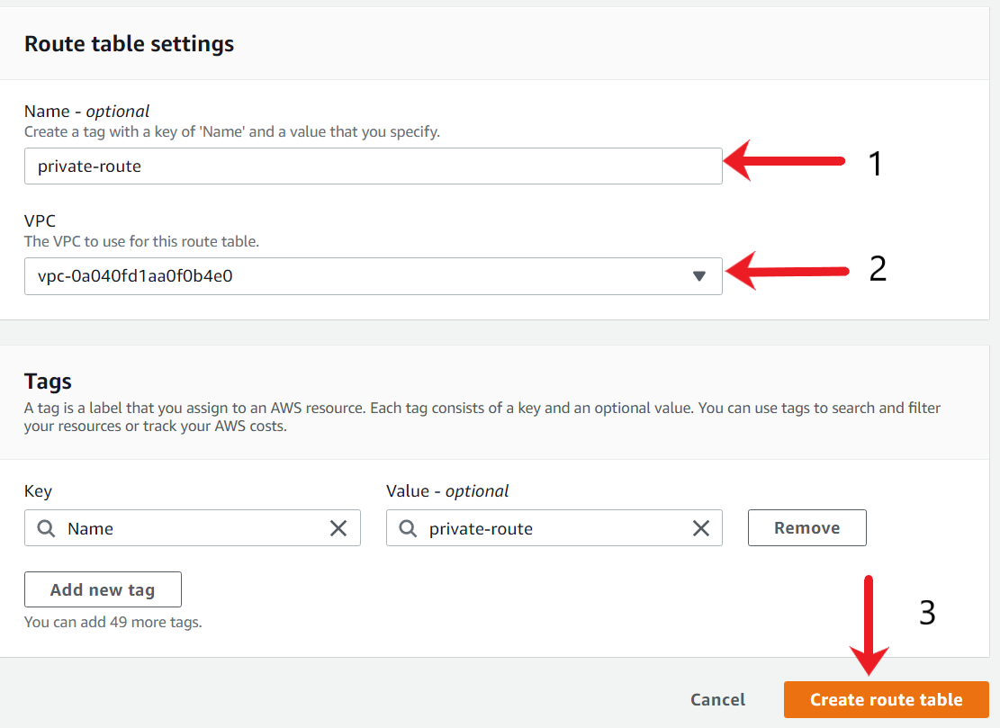 Route table settings
Name - optional
Create a tag with a key of 'Name' and a value that you specify.
private-route
1
VPC
The VPC to use for this route table.
vpc-0a040fd1aa0f0b4e0
2
Tags
A tag is a label that you assign to an AWS resource. Each tag consists of a key and an optional value. You can use tags to search and filter
your resources or track your AWS costs.
Key
Value - optional
Name
private-route
Remove
Add new tag
You can add 49 more tags.
3
Cancel
Create route table